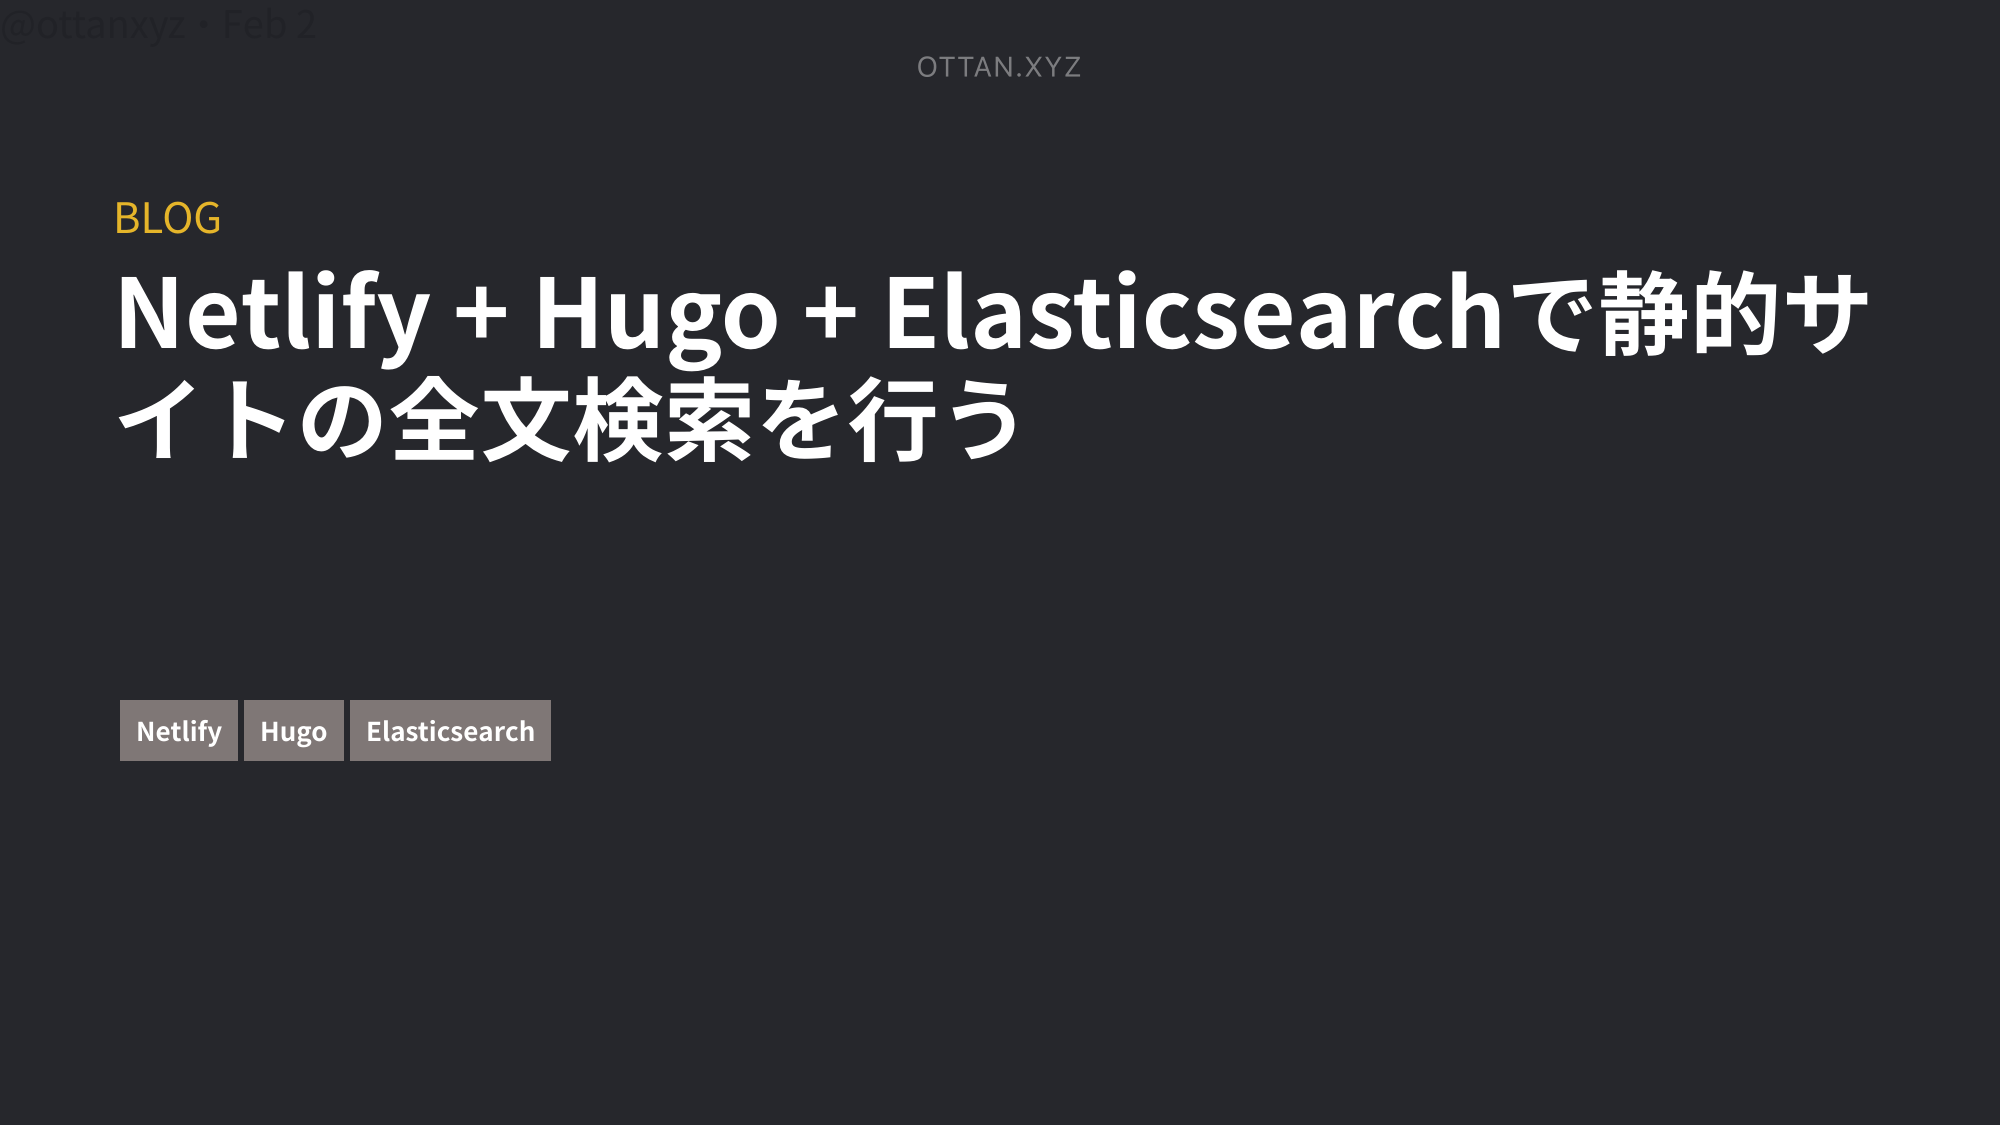 @ottanxyz・Feb 2
OTTAN.XYZ
BLOG
Netlify + Hugo + Elasticsearchで静的サ
イトの全文検索を行う
Netlify Hugo Elasticsearch